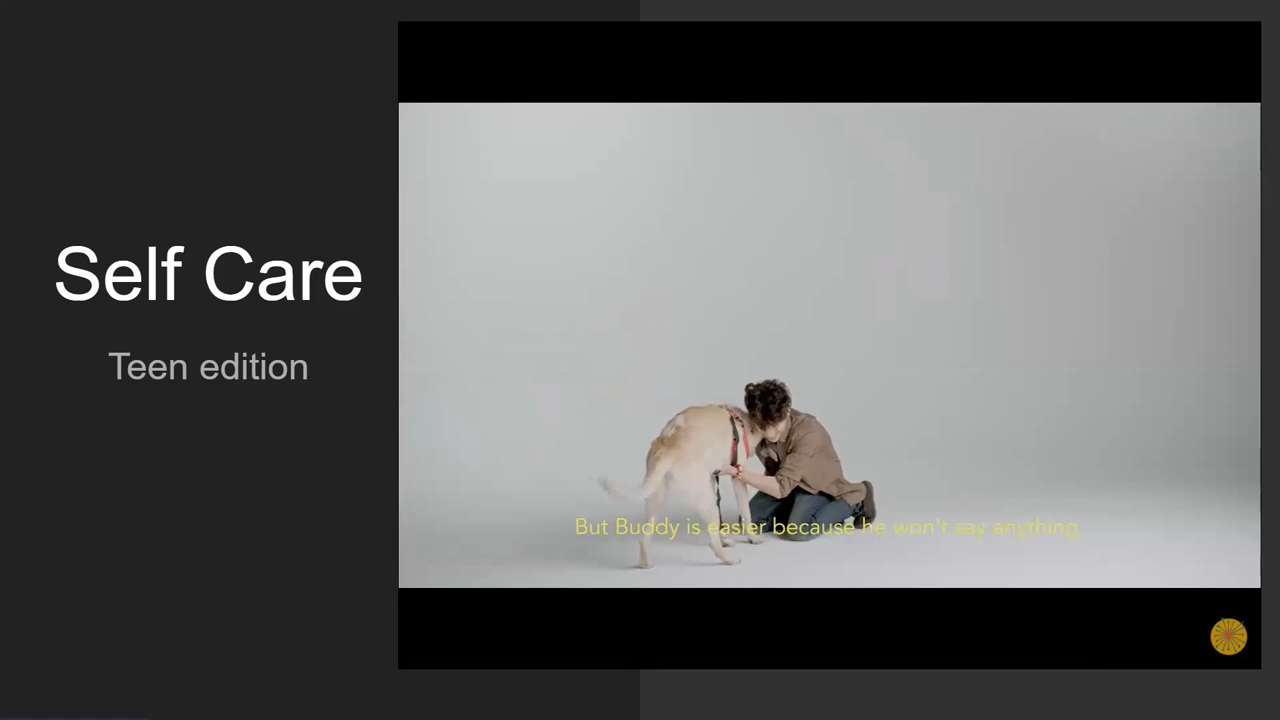 Self Care
Teen edition
But Buddy is easier because he won't say anything.